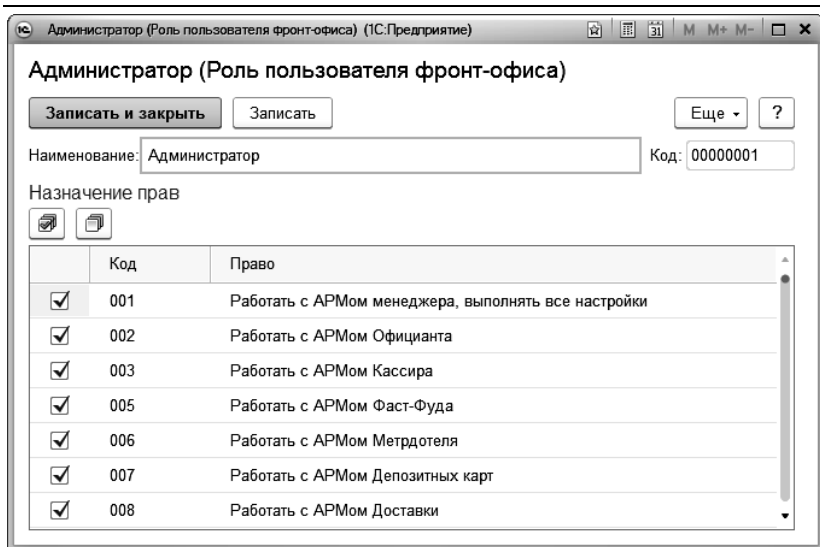 1С Администратор (Роль пользователя фронт-офиса) (1С:Предприятие) 31 M M+ M-
Администратор (Роль пользователя фронт-офиса)
Записать и закрыть Записать Еще ?
Наименование: Администратор Код: 00000001
Назначение прав
Код Право
001 Работать с АРМом менеджера, выполнять все настройки
002 Работать с АРМом Официанта
003 Работать с АРМом Кассира
005 Работать с АРМом Фаст-Фуда
006 Работать с АРМом Метрдотеля
007 Работать с АРМом Депозитных карт
008 Работать с АРМом Доставки